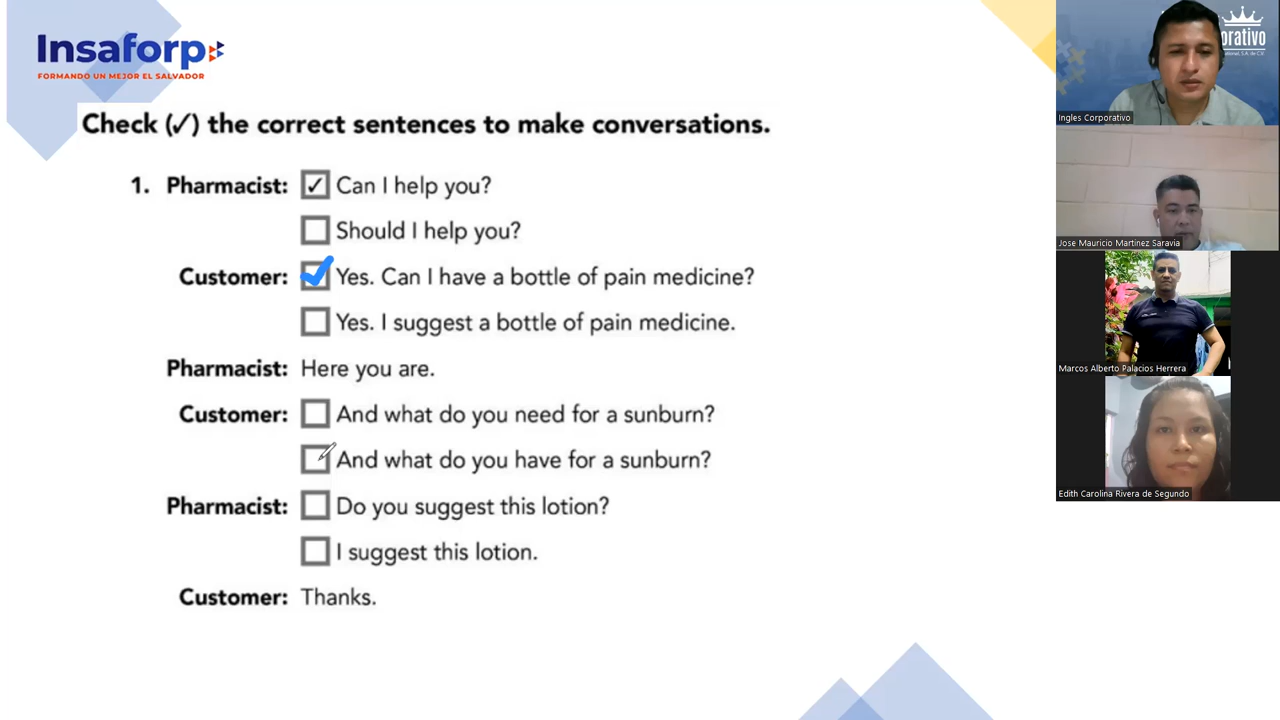 Insaforp
FORMANDO UN MEJOR EL SALVADOR
Check (✓) the correct sentences to make conversations.
1. Pharmacist: ✓ Can I help you?
Should I help you?
Customer: ✓ Yes. Can I have a bottle of pain medicine?
Yes. I suggest a bottle of pain medicine.
Pharmacist: Here you are.
Customer: And what do you need for a sunburn?
And what do you have for a sunburn?
Pharmacist: Do you suggest this lotion?
I suggest this lotion.
Customer: Thanks.
Ingles Corporativo
Jose Mauricio Martinez Saravia
Marcos Alberto Palacios Herrera
Edith Carolina Rivera de Segundo